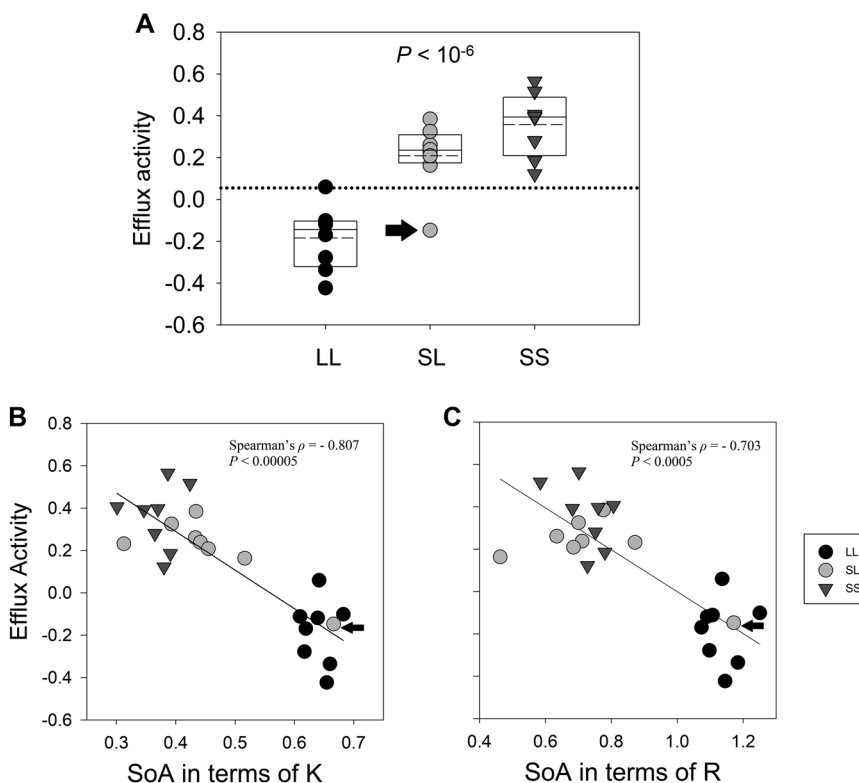 A
P < 10-6
Efflux activity
0.8
0.6
0.4
0.2
0.0
-0.2
-0.4
-0.6
LL
SL
SS
B
Spearman's ρ = - 0.807
P < 0.00005
Efflux Activity
0.8
0.6
0.4
0.2
0.0
-0.2
-0.4
-0.6
0.3
0.4
0.5
0.6
0.7
SoA in terms of K
C
Spearman's ρ = - 0.703
P < 0.0005
0.4
0.6
0.8
1.0
1.2
SoA in terms of R
LL
SL
SS